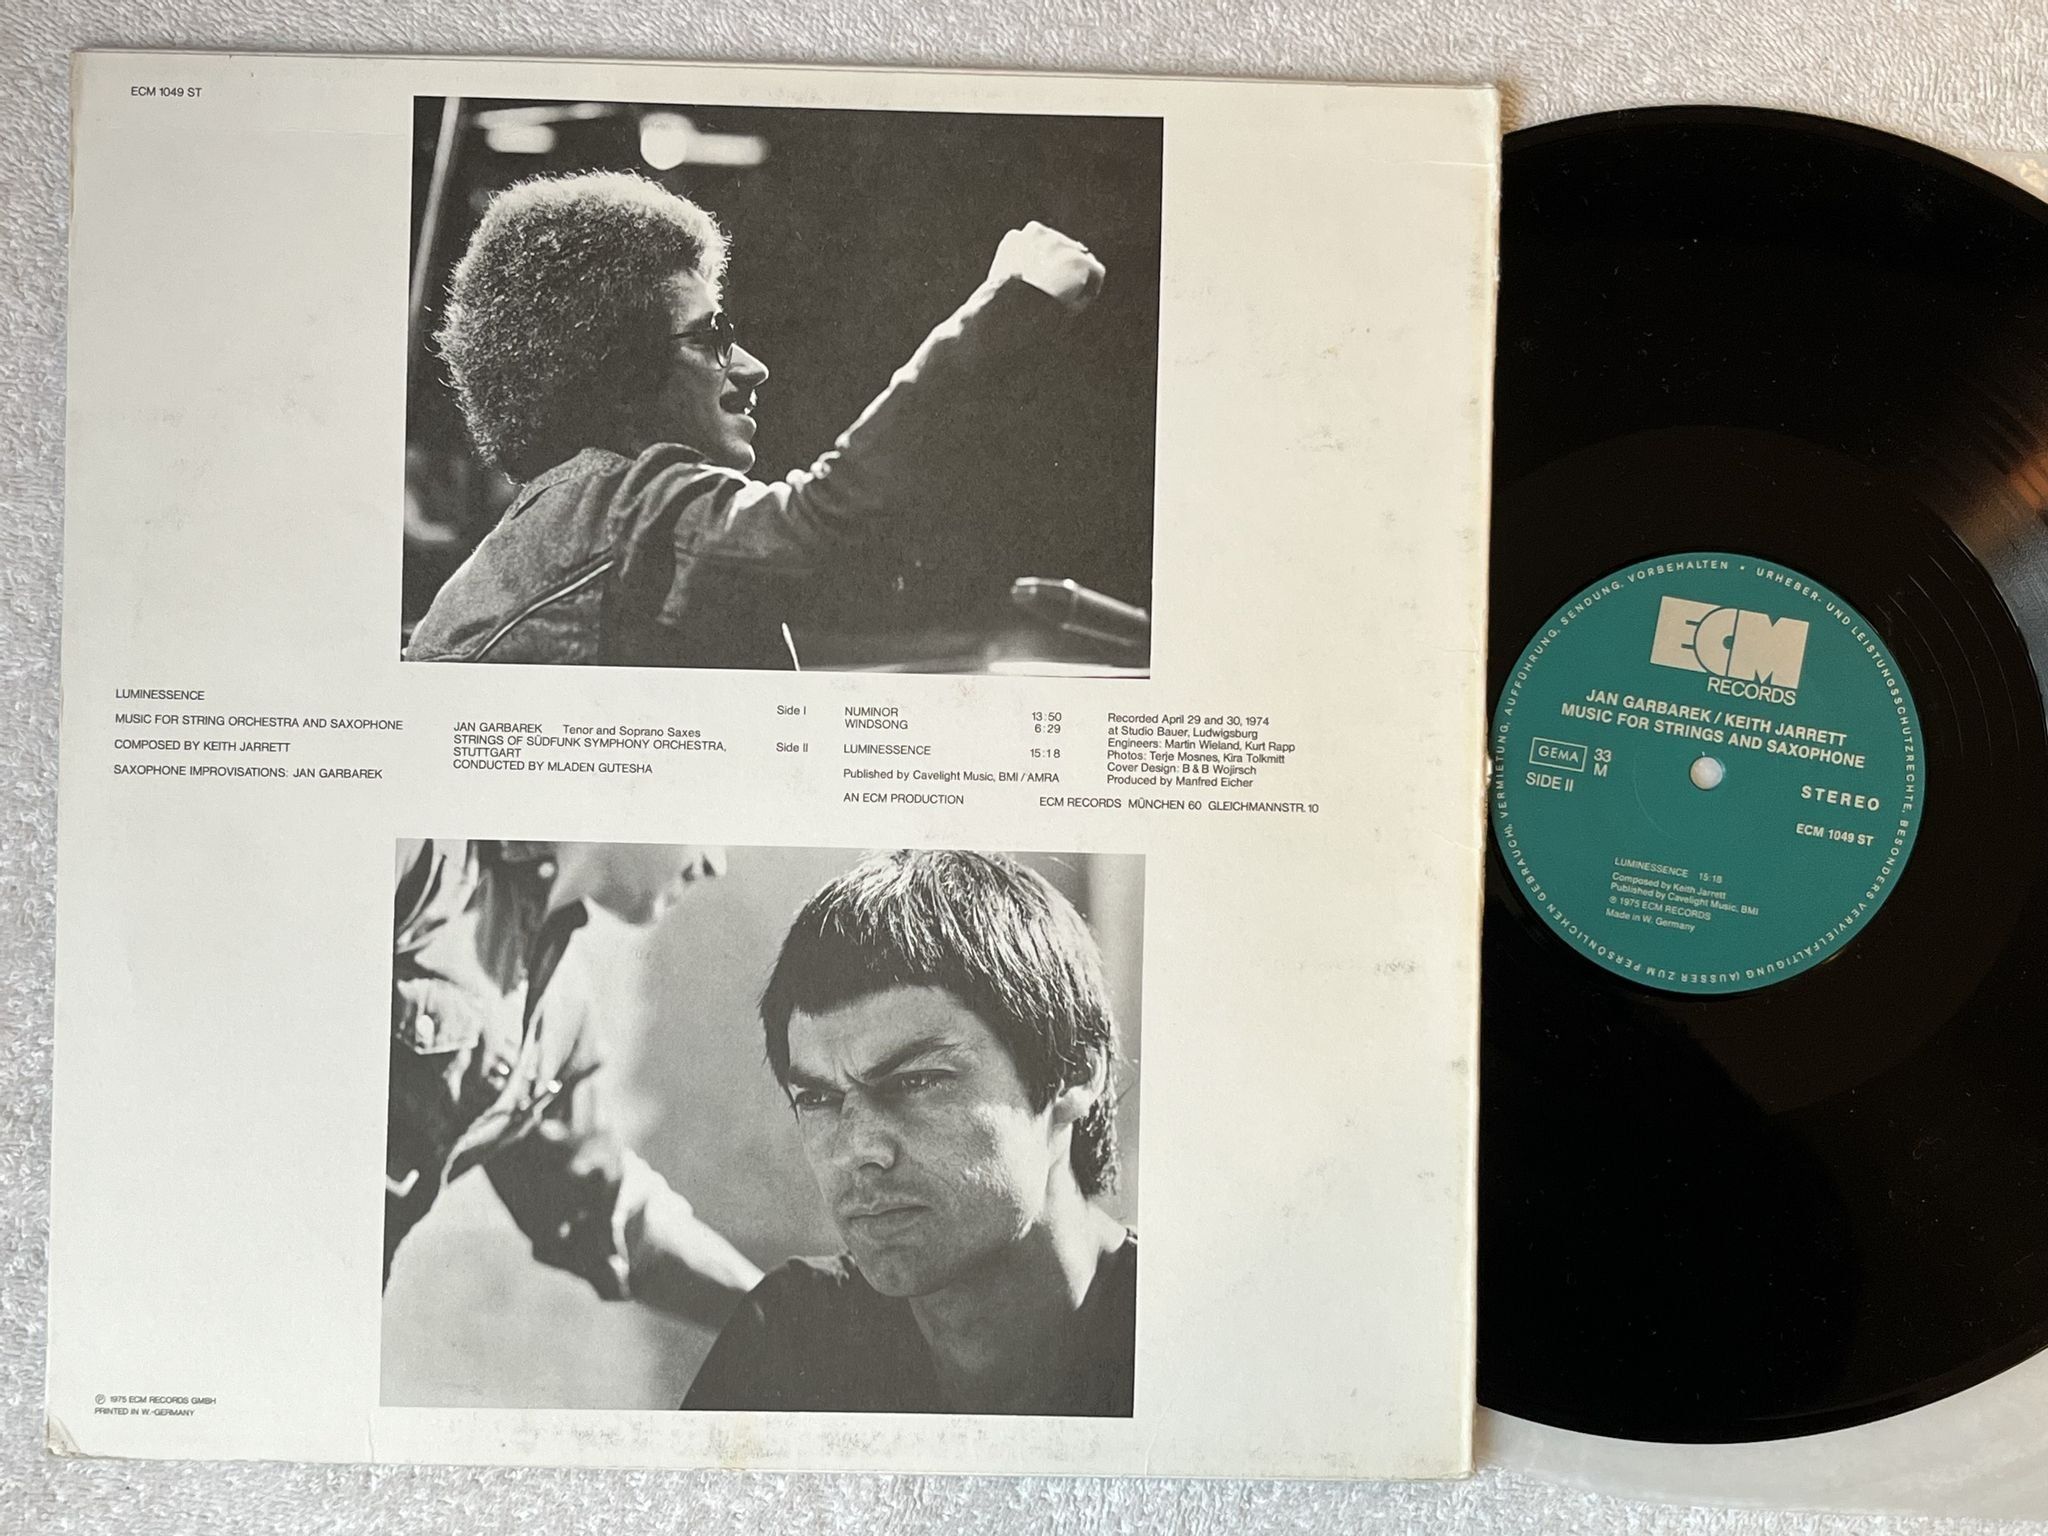 ECM 1049 ST
LUMINESSENCE
MUSIC FOR STRING ORCHESTRA AND SAXOPHONE
COMPOSED BY KEITH JARRETT
SAXOPHONE IMPROVISATIONS: JAN GARBAREK
JAN GARBAREK Tenor and Soprano Saxes
STRINGS OF SÜDFUNK SYMPHONY ORCHESTRA,
STUTTGART
CONDUCTED BY MLADEN GUTESHA
Side I NUMINOR 13:50
WINDSONG 6:29
Side II LUMINESSENCE 15:18
Published by Cavelight Music, BMI / AMRA
AN ECM PRODUCTION
Recorded April 29 and 30, 1974
at Studio Bauer, Ludwigsburg
Engineers: Martin Wieland, Kurt Rapp
Photos: Terje Mosnes, Kira Tolkmitt
Cover Design: B & B Wojirsch
Produced by Manfred Eicher
ECM RECORDS MÜNCHEN 60 GLEICHMANNSTR. 10
℗ 1975 ECM RECORDS GMBH
PRINTED IN W.-GERMANY
URHEBER- UND LEISTUNGSSCHUTZRECHTE BESONDERS VERVIELFÄLTIGUNG (AUSSER ZUM PERSÖNLICHEN GEBRAUCH), VERMIETUNG, AUFFÜHRUNG, SENDUNG, VORBEHALTEN •
ECM
RECORDS
JAN GARBAREK / KEITH JARRETT
MUSIC FOR STRINGS AND SAXOPHONE
GEMA 33
M
SIDE II
STEREO
ECM 1049 ST
LUMINESSENCE 15:18
Composed by Keith Jarrett
Published by Cavelight Music, BMI
℗ 1975 ECM RECORDS
Made in W. Germany